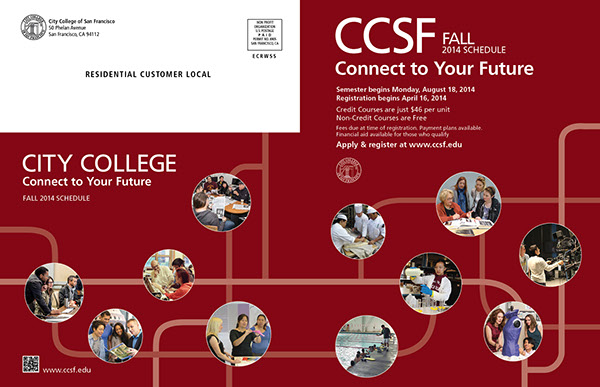 City College of San Francisco
50 Phelan Avenue
San Francisco, CA 94112
NON PROFIT
ORGANIZATION
U.S. POSTAGE
PAID
PERMIT NO. 8909
SAN FRANCISCO, CA
ECRWSS
RESIDENTIAL CUSTOMER LOCAL
CITY COLLEGE
Connect to Your Future
FALL 2014 SCHEDULE
www.ccsf.edu
CCSF FALL
2014 SCHEDULE
Connect to Your Future
Semester begins Monday, August 18, 2014
Registration begins April 16, 2014
Credit Courses are just $46 per unit
Non-Credit Courses are Free
Fees due at time of registration. Payment plans available.
Financial aid available for those who qualify
Apply & register at www.ccsf.edu